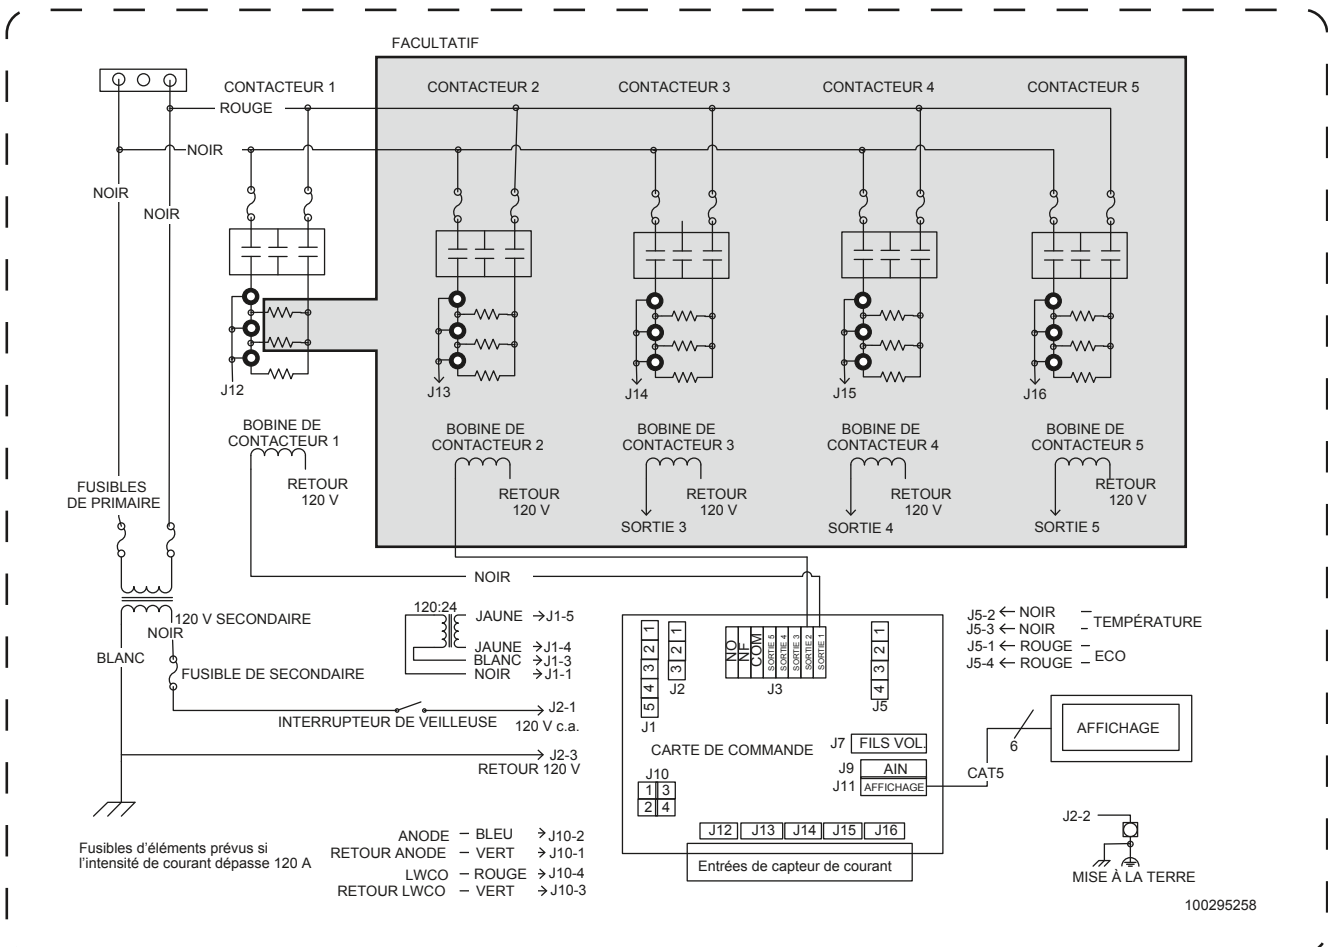 FACULTATIF
CONTACTEUR 1
CONTACTEUR 2
CONTACTEUR 3
CONTACTEUR 4
CONTACTEUR 5
ROUGE
NOIR
NOIR
NOIR
J12
J13
J14
J15
J16
BOBINE DE
CONTACTEUR 1
BOBINE DE
CONTACTEUR 2
BOBINE DE
CONTACTEUR 3
BOBINE DE
CONTACTEUR 4
BOBINE DE
CONTACTEUR 5
RETOUR
120 V
RETOUR
120 V
RETOUR
120 V
RETOUR
120 V
RETOUR
120 V
SORTIE 3
SORTIE 4
SORTIE 5
FUSIBLES
DE PRIMAIRE
NOIR
120 V SECONDAIRE
NOIR
BLANC
FUSIBLE DE SECONDAIRE
120:24
JAUNE J1-5
JAUNE J1-4
BLANC J1-3
NOIR J1-1
INTERRUPTEUR DE VEILLEUSE
J2-1
120 V c.a.
J2-3
RETOUR 120 V
1
2
3
4
5
J1
1
2
3
J2
NO
NF
COM
SORTIE 5
SORTIE 4
SORTIE 3
SORTIE 2
SORTIE 1
J3
1
2
3
4
J5
CARTE DE COMMANDE
J7 FILS VOL.
J9 AIN
J11 AFFICHAGE
J10
1 3
2 4
J12 J13 J14 J15 J16
Entrées de capteur de courant
J5-2 NOIR
J5-3 NOIR
TEMPÉRATURE
J5-1 ROUGE
J5-4 ROUGE
ECO
AFFICHAGE
6
CAT5
J2-2
MISE À LA TERRE
Fusibles d'éléments prévus si
l'intensité de courant dépasse 120 A
ANODE – BLEU J10-2
RETOUR ANODE – VERT J10-1
LWCO – ROUGE J10-4
RETOUR LWCO – VERT J10-3
100295258